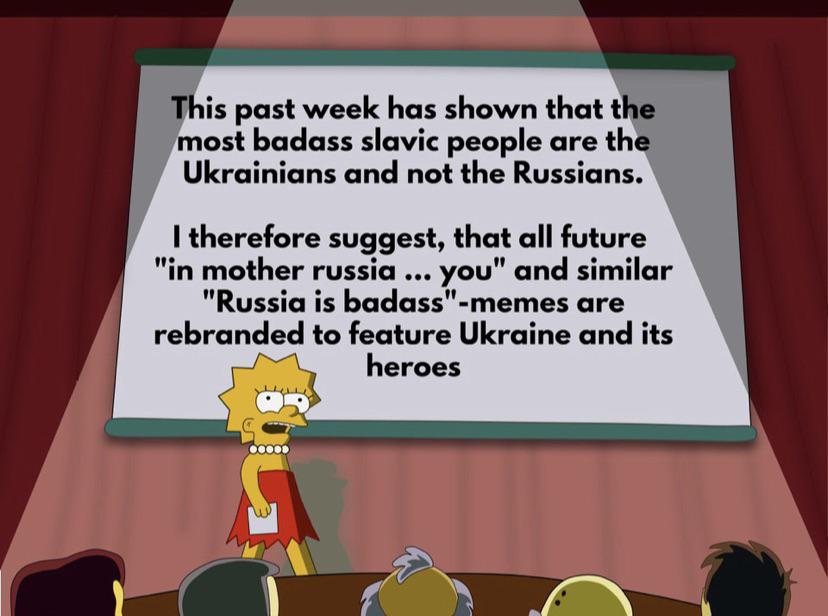 This past week has shown that the
most badass slavic people are the
Ukrainians and not the Russians.
I therefore suggest, that all future
"in mother russia ... you" and similar
"Russia is badass"-memes are
rebranded to feature Ukraine and its
heroes